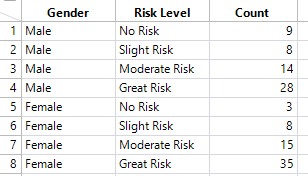 Gender Risk Level Count
1 Male No Risk 9
2 Male Slight Risk 8
3 Male Moderate Risk 14
4 Male Great Risk 28
5 Female No Risk 3
6 Female Slight Risk 8
7 Female Moderate Risk 15
8 Female Great Risk 35